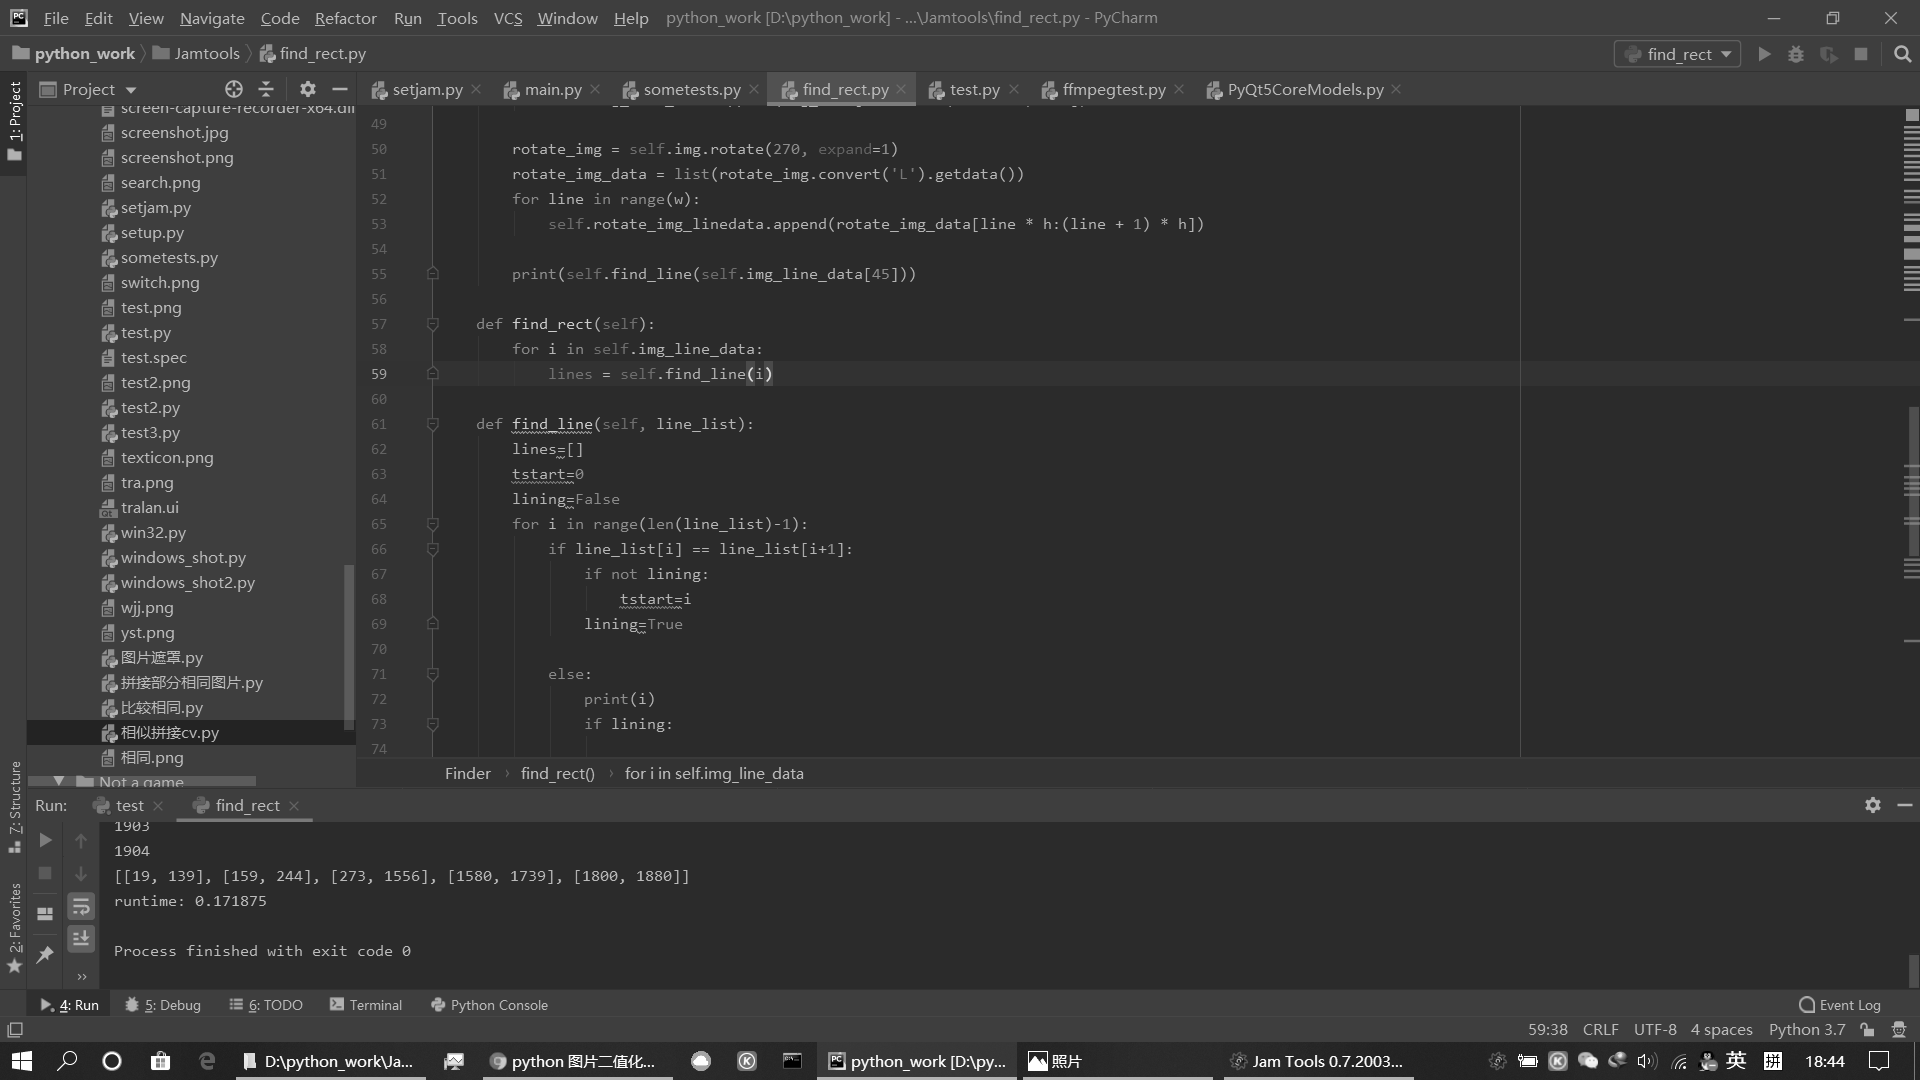 File Edit View Navigate Code Refactor Run Tools VCS Window Help python_work [D:\python_work] - ...\Jamtools\find_rect.py - PyCharm
python_work Jamtools find_rect.py find_rect
1: Project
Project
setjam.py main.py sometests.py find_rect.py test.py ffmpegtest.py PyQt5CoreModels.py
screen-capture-recorder-x64.dll
screenshot.jpg
screenshot.png
search.png
setjam.py
setup.py
sometests.py
switch.png
test.png
test.py
test.spec
test2.png
test2.py
test3.py
texticon.png
tra.png
tralan.ui
win32.py
windows_shot.py
windows_shot2.py
wjj.png
yst.png
图片遮罩.py
拼接部分相同图片.py
比较相同.py
相似拼接cv.py
相同.png
Not a game
49
50 rotate_img = self.img.rotate(270, expand=1)
51 rotate_img_data = list(rotate_img.convert('L').getdata())
52 for line in range(w):
53 self.rotate_img_linedata.append(rotate_img_data[line * h:(line + 1) * h])
54
55 print(self.find_line(self.img_line_data[45]))
56
57 def find_rect(self):
58 for i in self.img_line_data:
59 lines = self.find_line(i)
60
61 def find_line(self, line_list):
62 lines=[]
63 tstart=0
64 lining=False
65 for i in range(len(line_list)-1):
66 if line_list[i] == line_list[i+1]:
67 if not lining:
68 tstart=i
69 lining=True
70
71 else:
72 print(i)
73 if lining:
74
Finder find_rect() for i in self.img_line_data
7: Structure
2: Favorites
Run: test find_rect
1903
1904
[[19, 139], [159, 244], [273, 1556], [1580, 1739], [1800, 1880]]
runtime: 0.171875
Process finished with exit code 0
4: Run 5: Debug 6: TODO Terminal Python Console Event Log
59:38 CRLF UTF-8 4 spaces Python 3.7
D:\python_work\Ja... python 图片二值化... python_work [D:\py... 照片 Jam Tools 0.7.2003... 英 拼 18:44